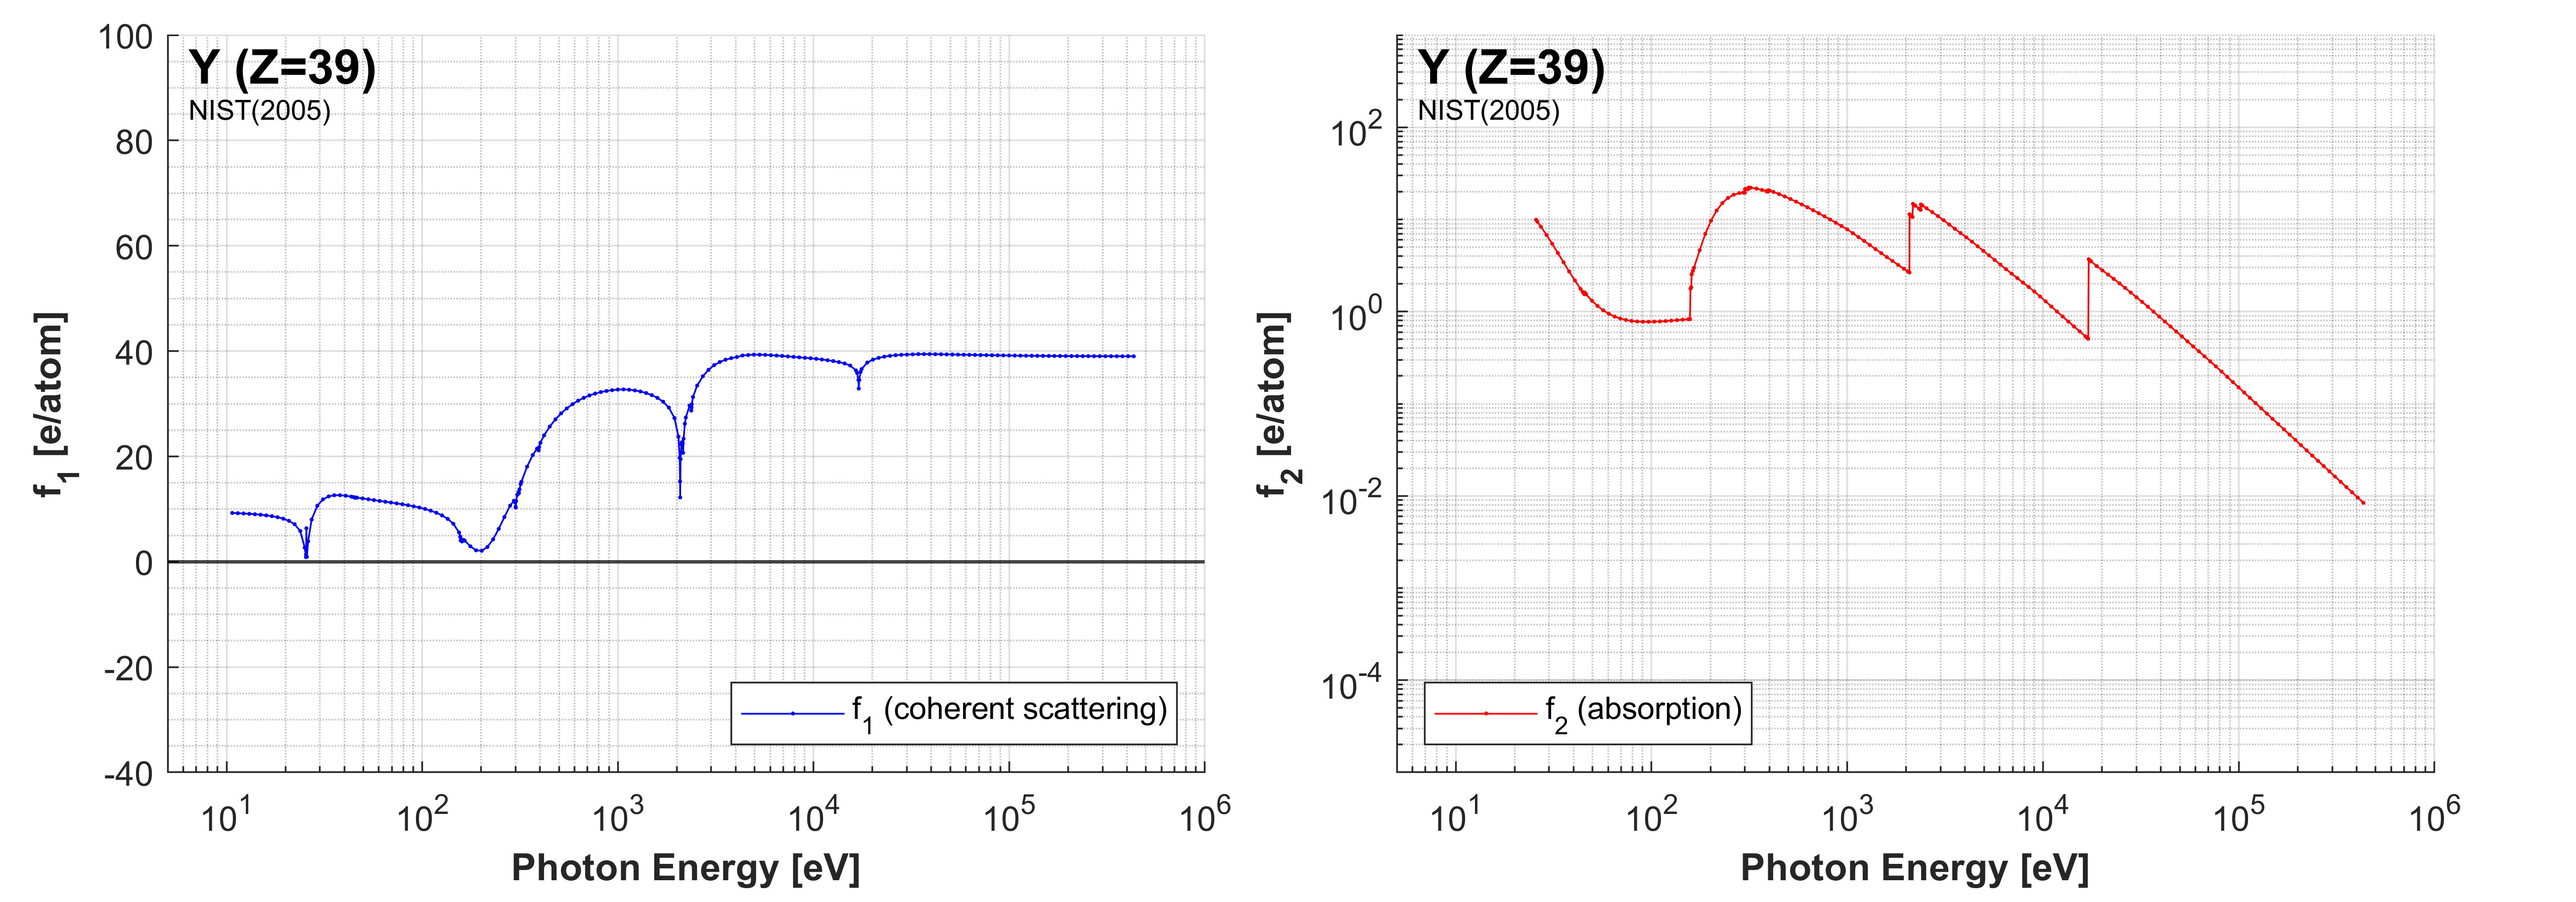 Y (Z=39)
NIST(2005)
100
80
60
40
20
0
-20
-40
f1 [e/atom]
f1 (coherent scattering)
10^1 10^2 10^3 10^4 10^5 10^6
Photon Energy [eV]
Y (Z=39)
NIST(2005)
10^2
10^0
10^-2
10^-4
f2 [e/atom]
f2 (absorption)
10^1 10^2 10^3 10^4 10^5 10^6
Photon Energy [eV]